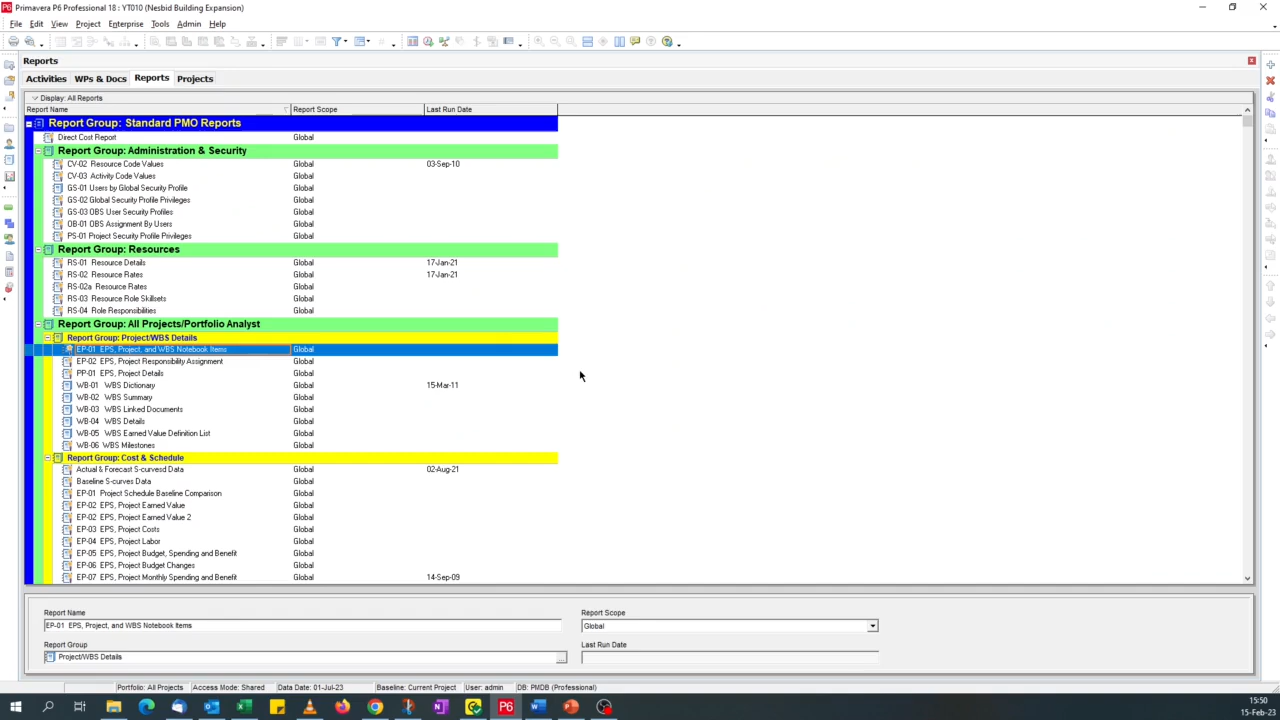 Primavera P6 Professional 18 : YT010 (Nesbid Building Expansion)
File Edit View Project Enterprise Tools Admin Help
Reports
Activities WPs & Docs Reports Projects
Display: All Reports
Report Name Report Scope Last Run Date
Report Group: Standard PMO Reports
Direct Cost Report Global
Report Group: Administration & Security
CV-02 Resource Code Values Global 03-Sep-10
CV-03 Activity Code Values Global
GS-01 Users by Global Security Profile Global
GS-02 Global Security Profile Privileges Global
GS-03 OBS User Security Profiles Global
OB-01 OBS Assignment By Users Global
PS-01 Project Security Profile Privileges Global
Report Group: Resources
RS-01 Resource Details Global 17-Jan-21
RS-02 Resource Rates Global 17-Jan-21
RS-02a Resource Rates Global
RS-03 Resource Role Skillsets Global
RS-04 Role Responsibilities Global
Report Group: All Projects/Portfolio Analyst
Report Group: Project/WBS Details
EP-01 EPS, Project, and WBS Notebook Items Global
EP-02 EPS, Project Responsibility Assignment Global
PP-01 EPS, Project Details Global
WB-01 WBS Dictionary Global 15-Mar-11
WB-02 WBS Summary Global
WB-03 WBS Linked Documents Global
WB-04 WBS Details Global
WB-05 WBS Earned Value Definition List Global
WB-06 WBS Milestones Global
Report Group: Cost & Schedule
Actual & Forecast S-curvesd Data Global 02-Aug-21
Baseline S-curves Data Global
EP-01 Project Schedule Baseline Comparison Global
EP-02 EPS, Project Earned Value Global
EP-02 EPS, Project Earned Value 2 Global
EP-03 EPS, Project Costs Global
EP-04 EPS, Project Labor Global
EP-05 EPS, Project Budget, Spending and Benefit Global
EP-06 EPS, Project Budget Changes Global
EP-07 EPS, Project Monthly Spending and Benefit Global 14-Sep-09
Report Name Report Scope
EP-01 EPS, Project, and WBS Notebook Items Global
Report Group Last Run Date
Project/WBS Details
Portfolio: All Projects Access Mode: Shared Data Date: 01-Jul-23 Baseline: Current Project User: admin DB: PMDB (Professional)
P6
15:50
15-Feb-23